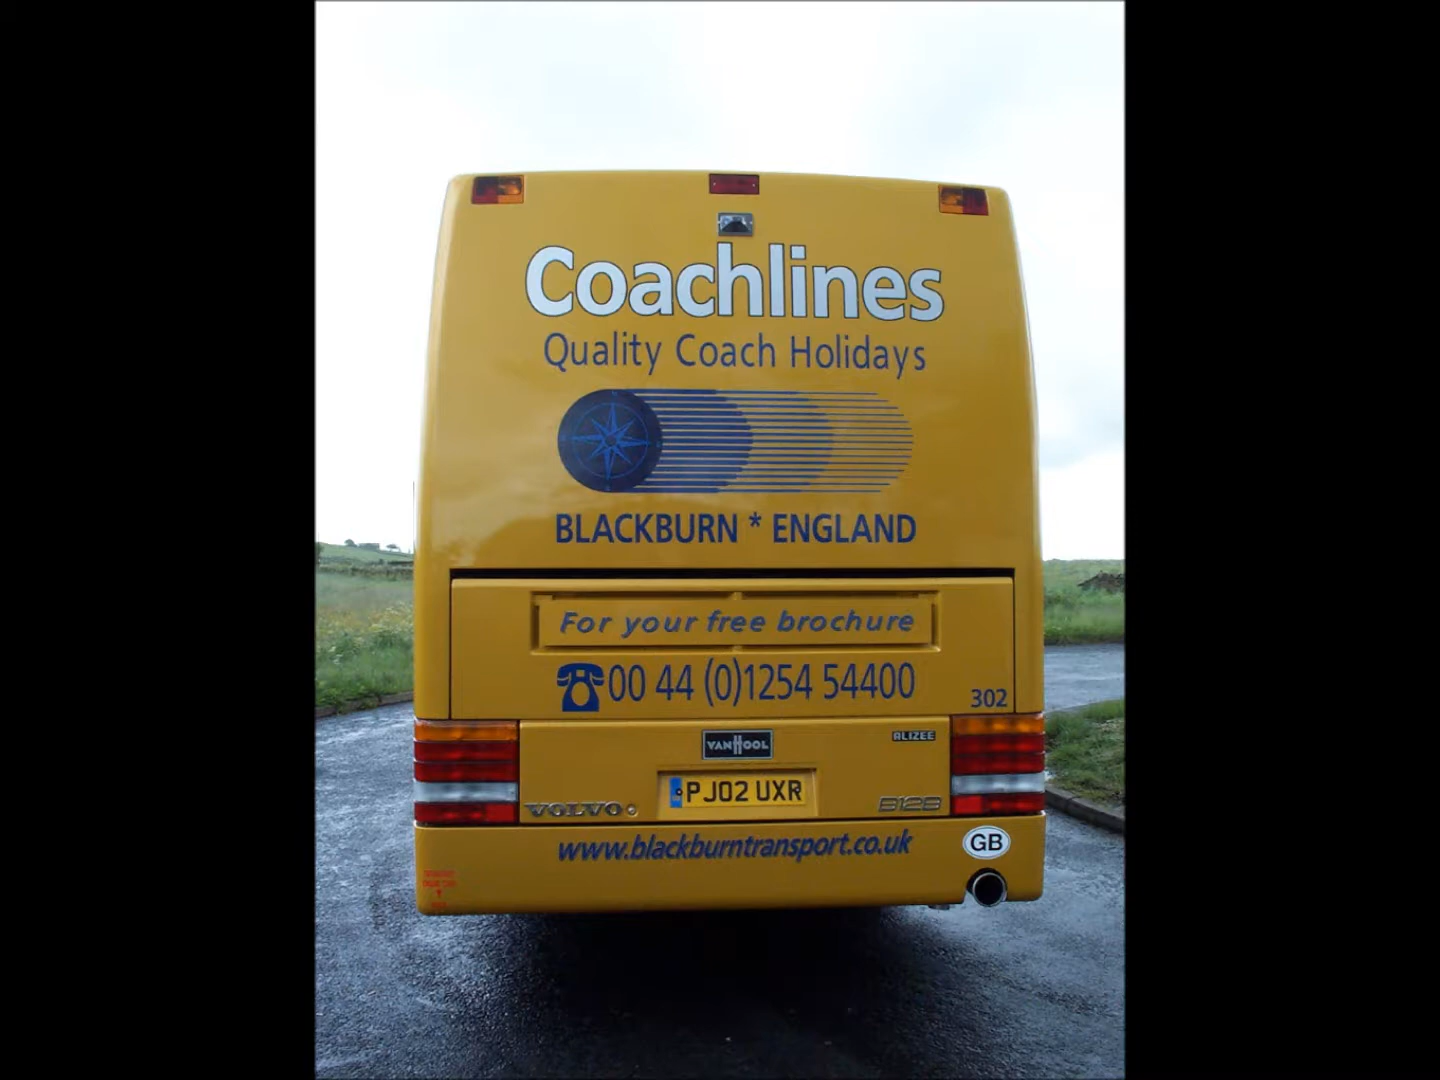 Coachlines
Quality Coach Holidays
BLACKBURN * ENGLAND
For your free brochure
00 44 (0)1254 54400
302
VANHOOL
ALIZEE
PJ02 UXR
VOLVO
B12B
www.blackburntransport.co.uk
GB